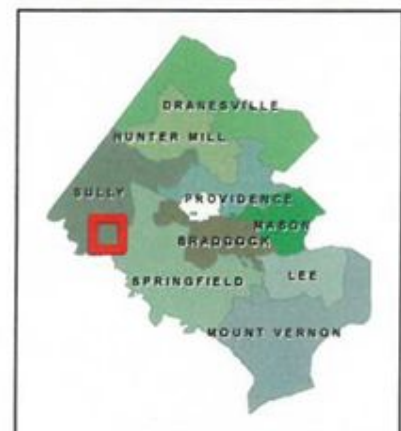 DRANESVILLE
HUNTER MILL
SULLY
PROVIDENCE
MASON
BRADDOCK
LEE
SPRINGFIELD
MOUNT VERNON